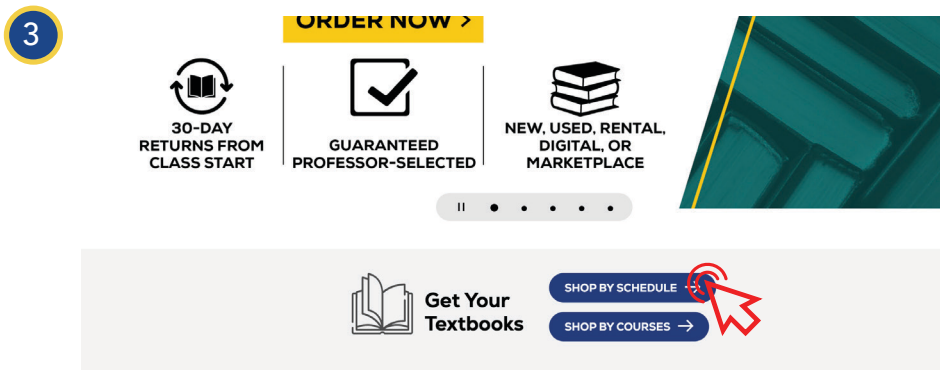 3
ORDER NOW >
30-DAY
RETURNS FROM
CLASS START
GUARANTEED
PROFESSOR-SELECTED
NEW, USED, RENTAL,
DIGITAL, OR
MARKETPLACE
Get Your
Textbooks
SHOP BY SCHEDULE →
SHOP BY COURSES →